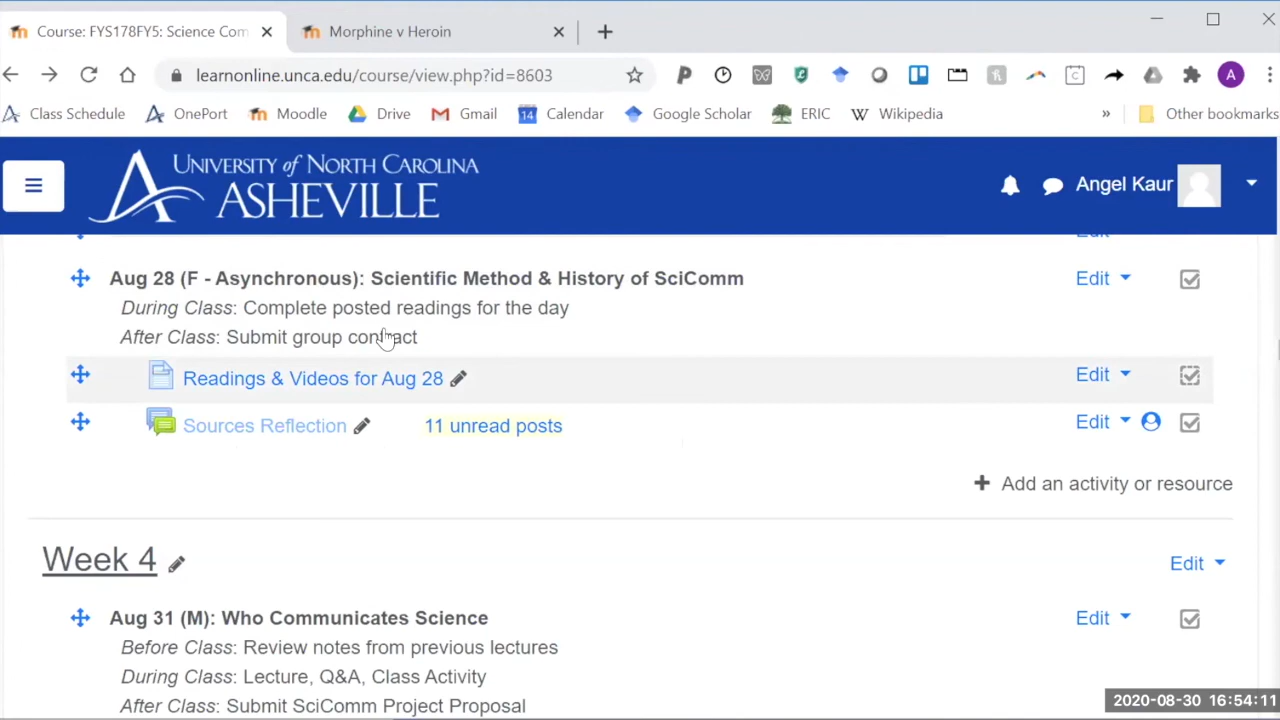 Course: FYS178FY5: Science Com
Morphine v Heroin
learnonline.unca.edu/course/view.php?id=8603
A
Class Schedule
OnePort
Moodle
Drive
Gmail
14
Calendar
Google Scholar
ERIC
W
Wikipedia
»
Other bookmarks
UNIVERSITY of NORTH CAROLINA
ASHEVILLE
Angel Kaur
Edit
Aug 28 (F - Asynchronous): Scientific Method & History of SciComm
Edit
During Class: Complete posted readings for the day
After Class: Submit group contract
Readings & Videos for Aug 28
Edit
Sources Reflection
11 unread posts
Edit
Add an activity or resource
Week 4
Edit
Aug 31 (M): Who Communicates Science
Edit
Before Class: Review notes from previous lectures
During Class: Lecture, Q&A, Class Activity
After Class: Submit SciComm Project Proposal
2020-08-30 16:54:11